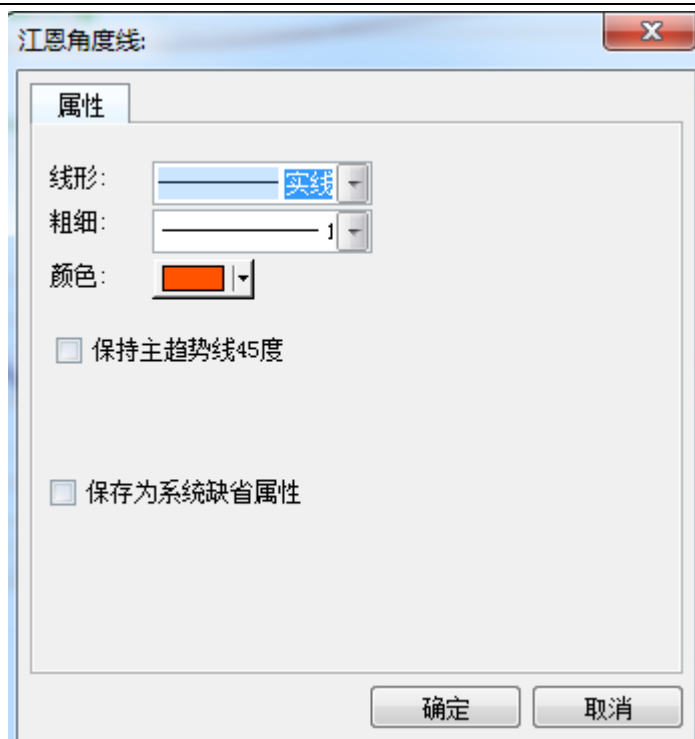 江恩角度线:
属性
线形: 实线
粗细: 1
颜色:
保持主趋势线45度
保存为系统缺省属性
确定 取消